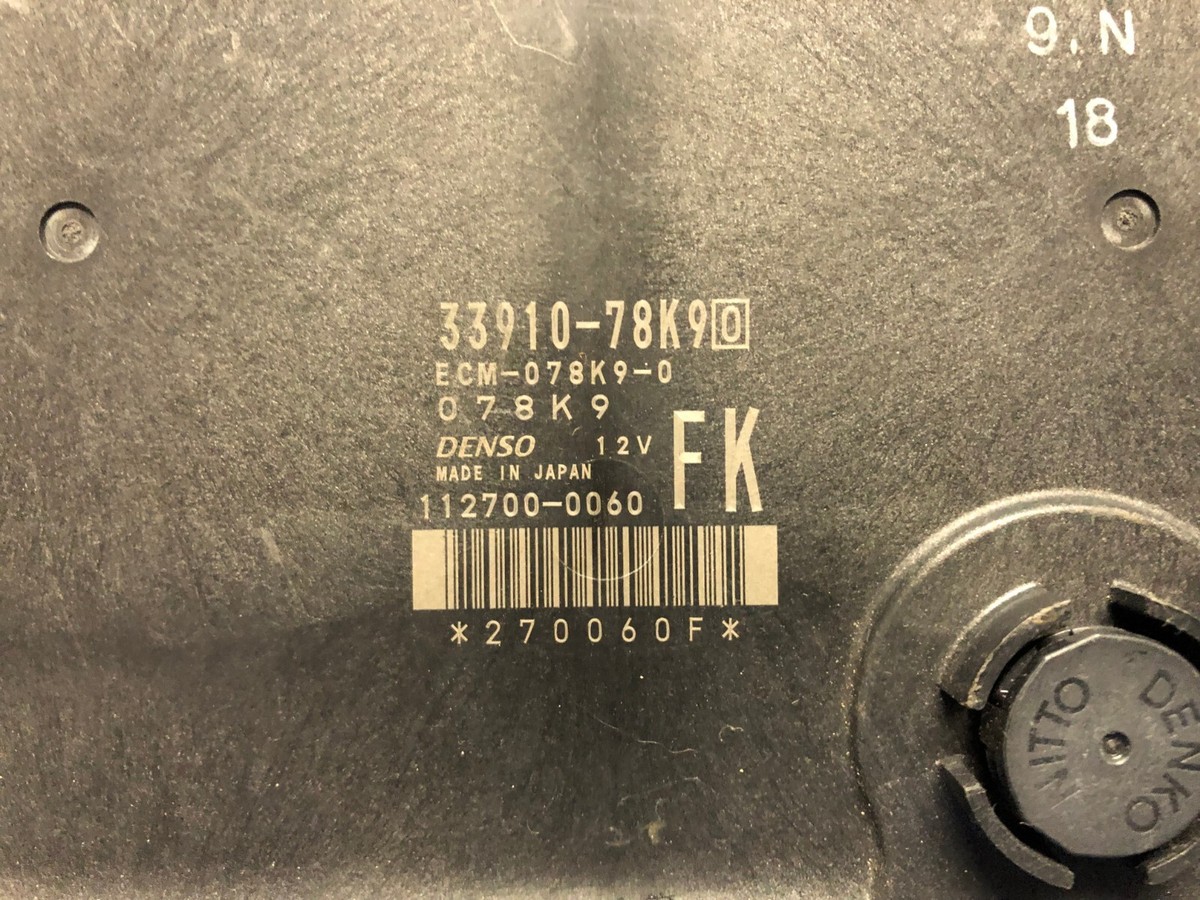 9.N
18
33910-78K90
ECM-078K9-0
078K9
FK
DENSO 12V
MADE IN JAPAN
112700-0060
*270060F*
NITTO DENKO